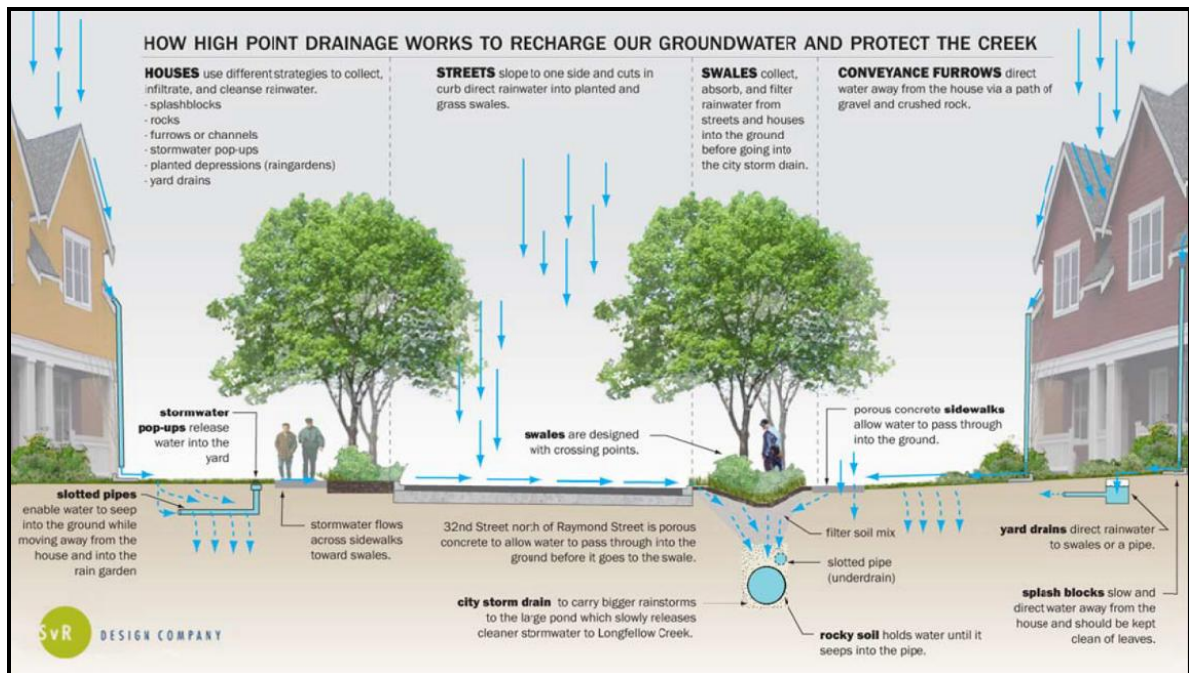 HOW HIGH POINT DRAINAGE WORKS TO RECHARGE OUR GROUNDWATER AND PROTECT THE CREEK
HOUSES use different strategies to collect,
infiltrate, and cleanse rainwater.
- splashblocks
- rocks
- furrows or channels
- stormwater pop-ups
- planted depressions (raingardens)
- yard drains
STREETS slope to one side and cuts in
curb direct rainwater into planted and
grass swales.
SWALES collect,
absorb, and filter
rainwater from
streets and houses
into the ground
before going into
the city storm drain.
CONVEYANCE FURROWS direct
water away from the house via a path of
gravel and crushed rock.
stormwater
pop-ups release
water into the
yard
swales are designed
with crossing points.
porous concrete sidewalks
allow water to pass through
into the ground.
slotted pipes
enable water to seep
into the ground while
moving away from the
house and into the
rain garden
stormwater flows
across sidewalks
toward swales.
32nd Street north of Raymond Street is porous
concrete to allow water to pass through into the
ground before it goes to the swale.
filter soil mix
slotted pipe
(underdrain)
yard drains direct rainwater
to swales or a pipe.
city storm drain to carry bigger rainstorms
to the large pond which slowly releases
cleaner stormwater to Longfellow Creek.
rocky soil holds water until it
seeps into the pipe.
splash blocks slow and
direct water away from the
house and should be kept
clean of leaves.
SvR DESIGN COMPANY